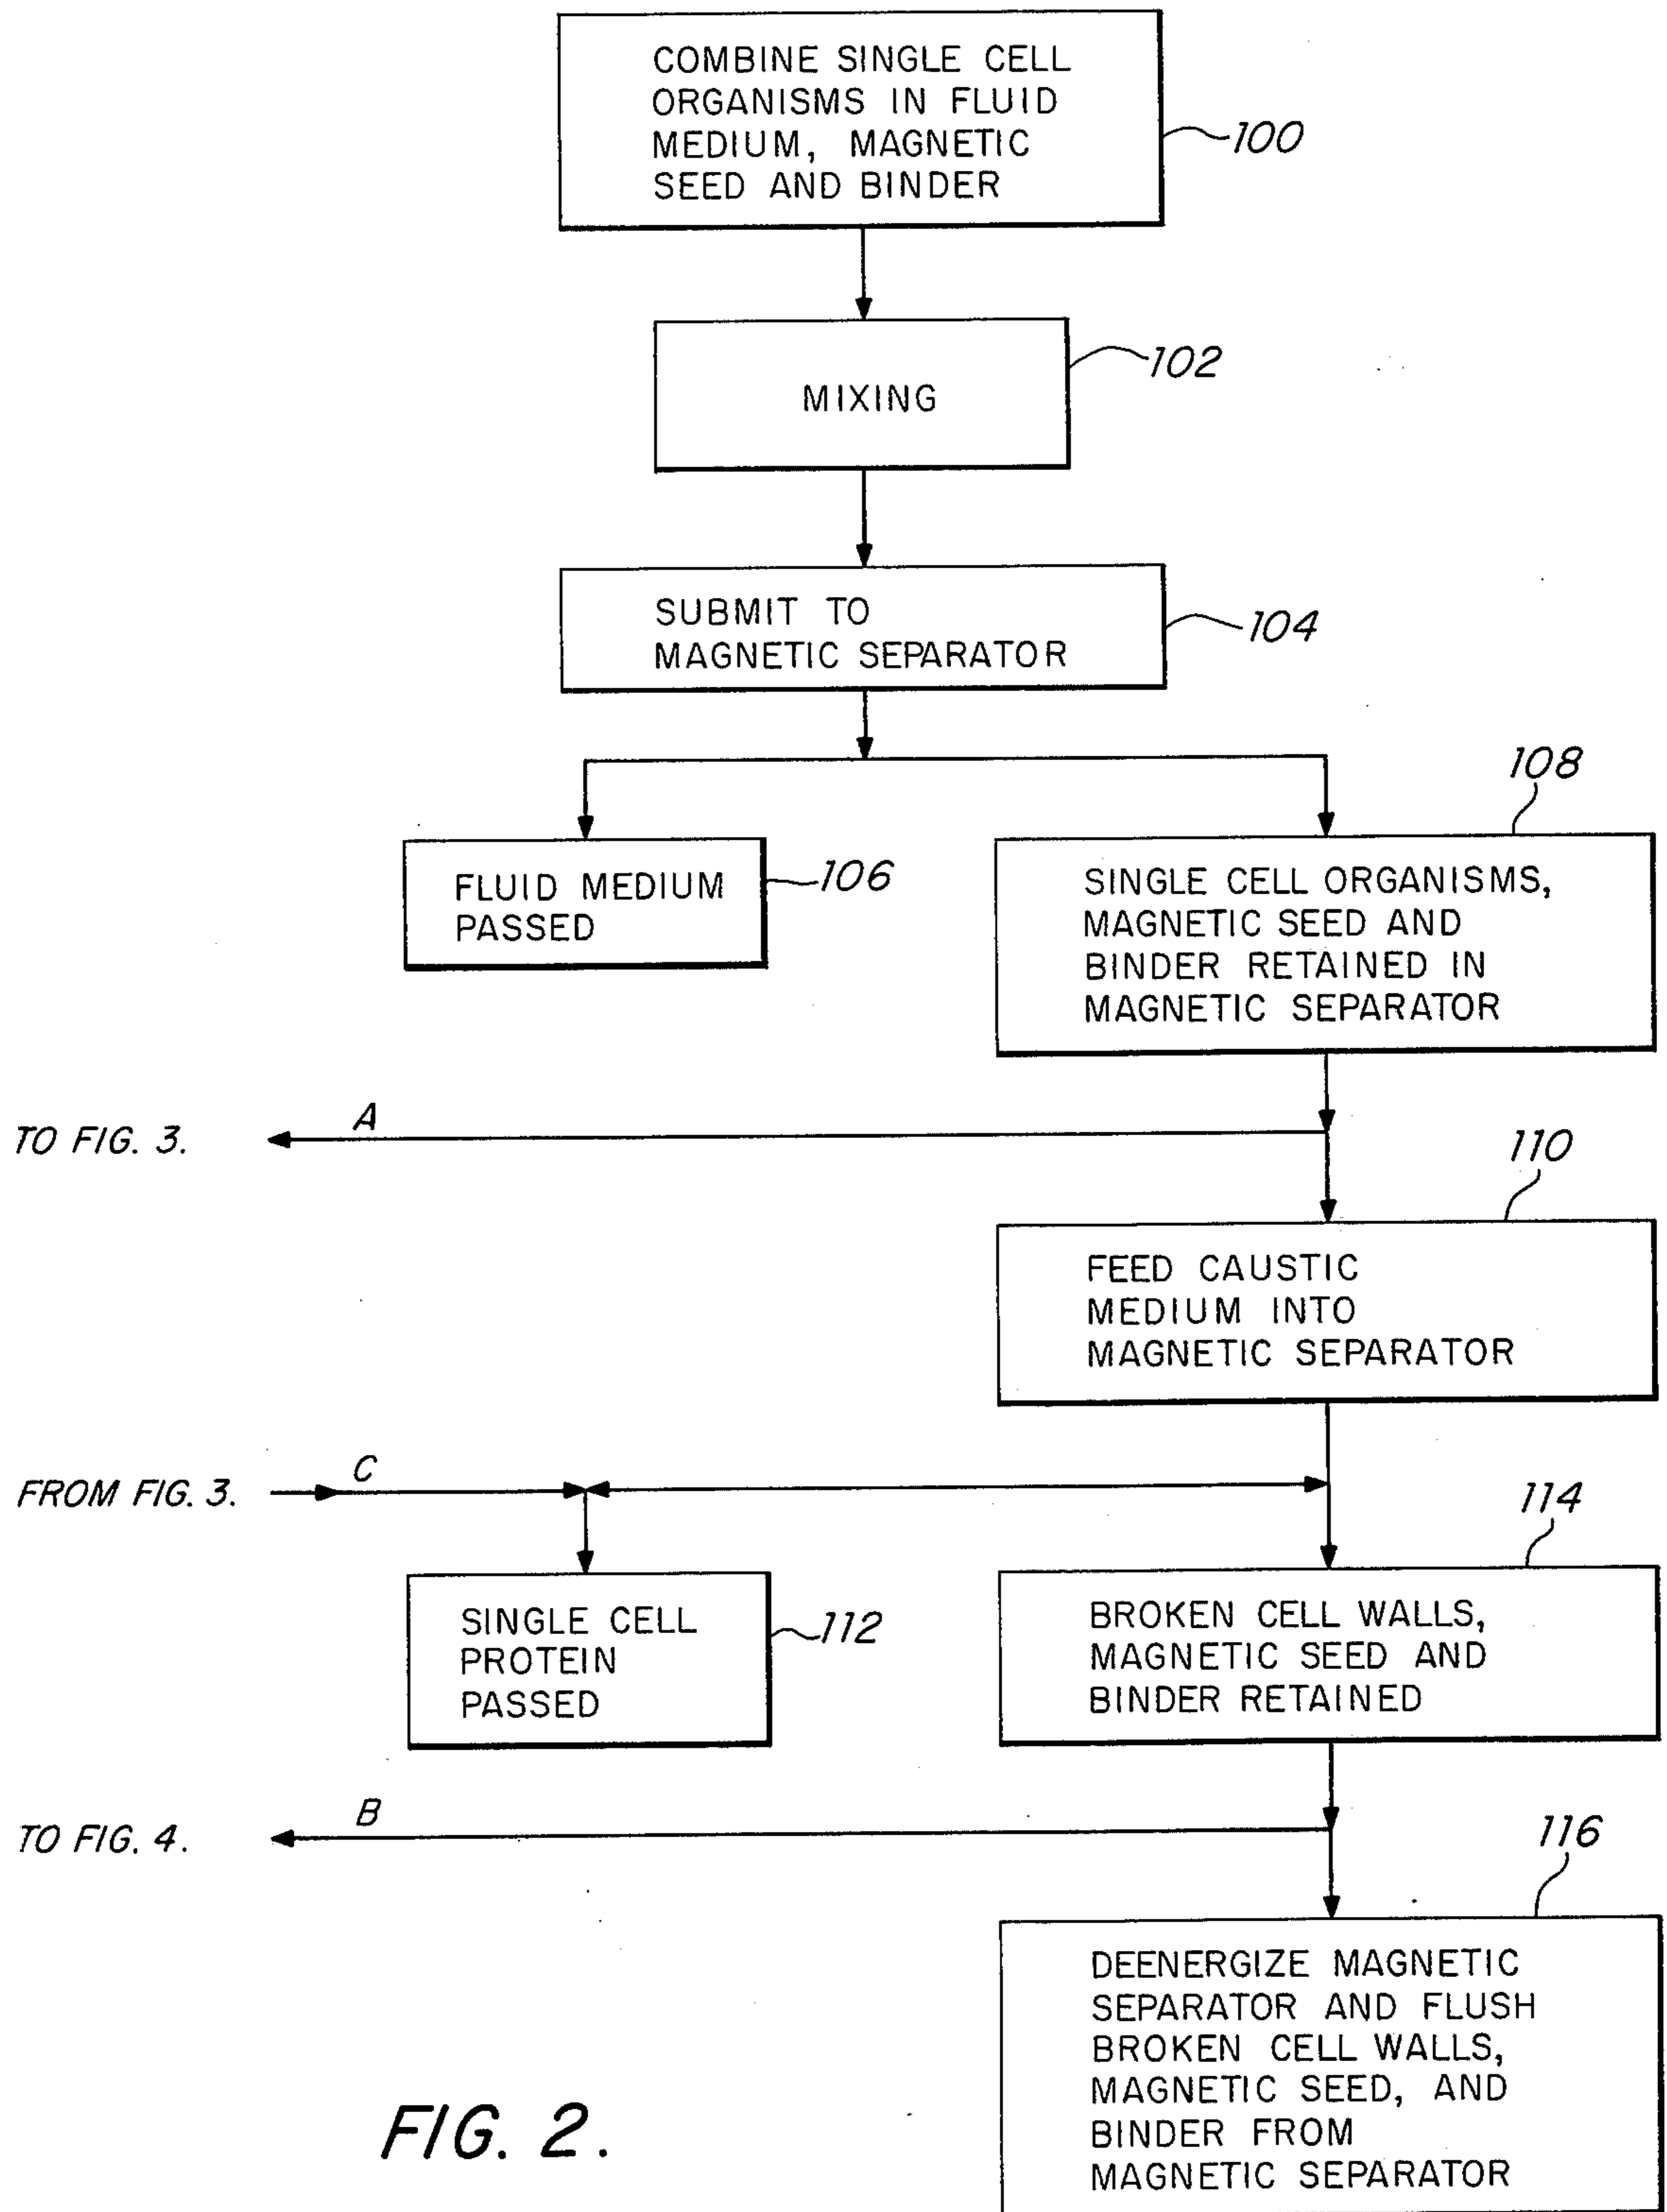 COMBINE SINGLE CELL
ORGANISMS IN FLUID
MEDIUM, MAGNETIC
SEED AND BINDER
100
MIXING
102
SUBMIT TO
MAGNETIC SEPARATOR
104
FLUID MEDIUM
PASSED
106
108
SINGLE CELL ORGANISMS,
MAGNETIC SEED AND
BINDER RETAINED IN
MAGNETIC SEPARATOR
TO FIG. 3.
A
110
FEED CAUSTIC
MEDIUM INTO
MAGNETIC SEPARATOR
FROM FIG. 3.
C
SINGLE CELL
PROTEIN
PASSED
112
114
BROKEN CELL WALLS,
MAGNETIC SEED AND
BINDER RETAINED
TO FIG. 4.
B
116
DEENERGIZE MAGNETIC
SEPARATOR AND FLUSH
BROKEN CELL WALLS,
MAGNETIC SEED, AND
BINDER FROM
MAGNETIC SEPARATOR
FIG. 2.